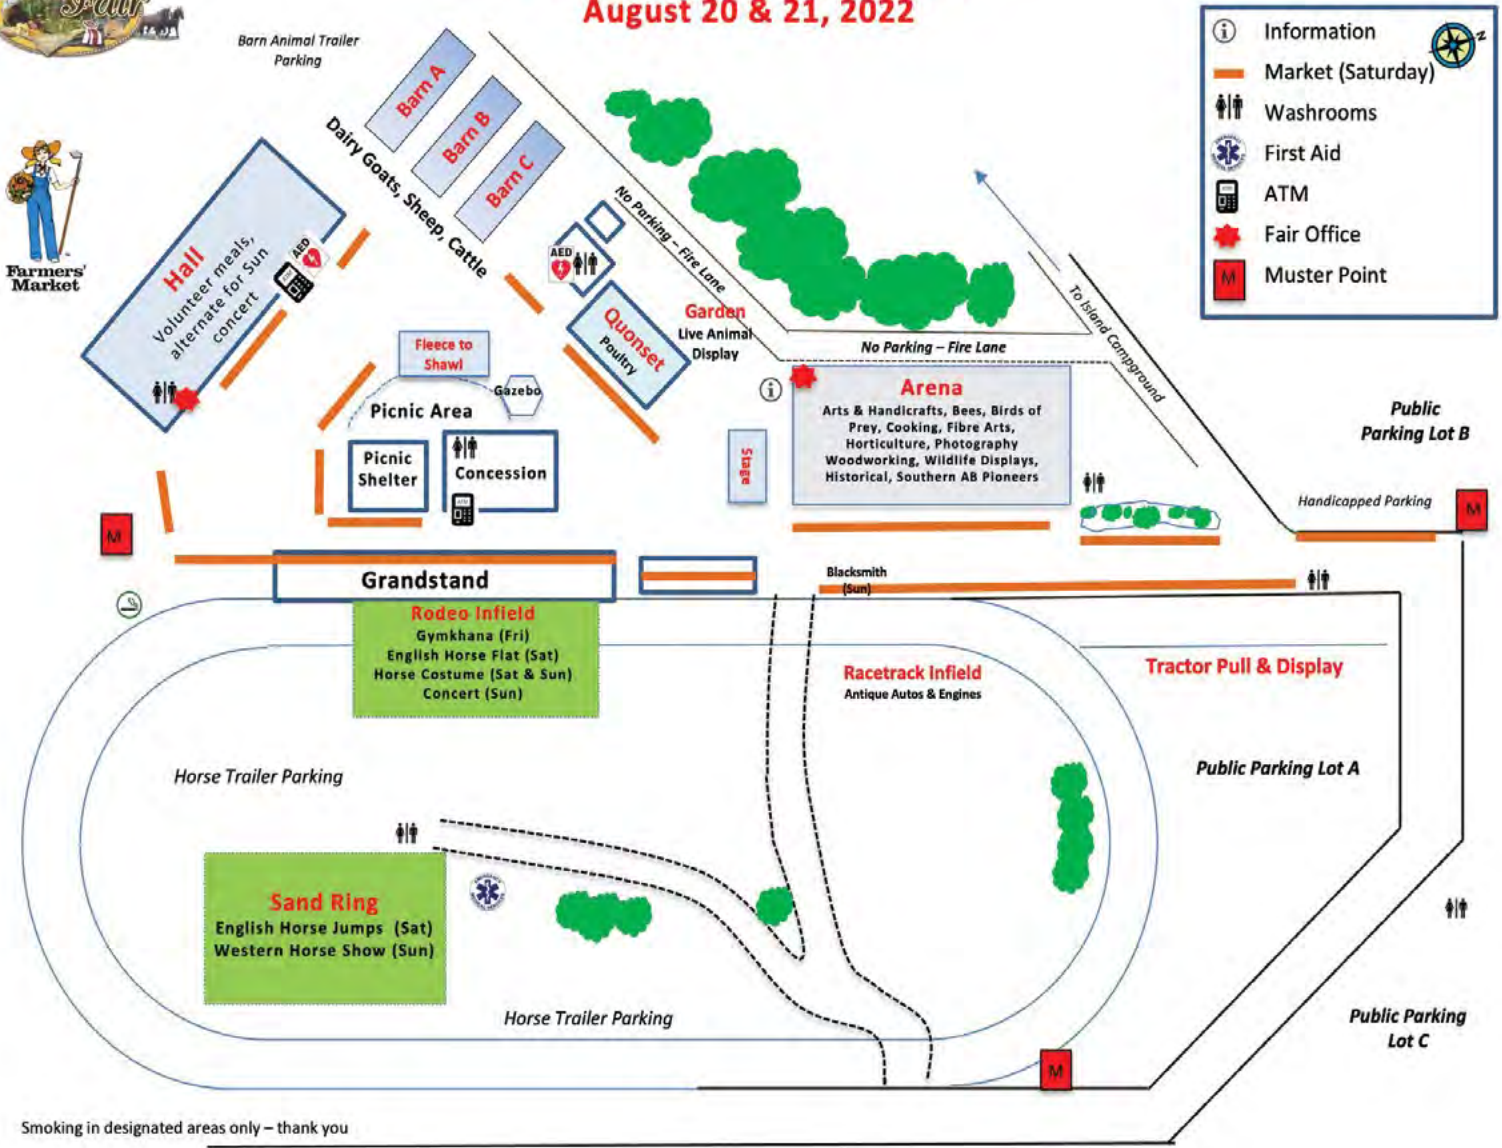 Fair
August 20 & 21, 2022
Information
Market (Saturday)
Washrooms
First Aid
ATM
Fair Office
Muster Point
Z
Farmers'
Market
Barn Animal Trailer
Parking
Barn A
Barn B
Barn C
Dairy Goats, Sheep, Cattle
Hall
Volunteer meals,
alternate for Sun
concert
AED
AED
No Parking – Fire Lane
Quonset
Poultry
Garden
Live Animal
Display
No Parking – Fire Lane
To Island Campground
Fleece to
Shawl
Gazebo
Picnic Area
Picnic
Shelter
Concession
Stage
Arena
Arts & Handicrafts, Bees, Birds of
Prey, Cooking, Fibre Arts,
Horticulture, Photography
Woodworking, Wildlife Displays,
Historical, Southern AB Pioneers
Public
Parking Lot B
Handicapped Parking
M
M
Grandstand
Blacksmith
(Sun)
Rodeo Infield
Gymkhana (Fri)
English Horse Flat (Sat)
Horse Costume (Sat & Sun)
Concert (Sun)
Racetrack Infield
Antique Autos & Engines
Tractor Pull & Display
Public Parking Lot A
Horse Trailer Parking
Sand Ring
English Horse Jumps (Sat)
Western Horse Show (Sun)
Horse Trailer Parking
Public Parking
Lot C
M
Smoking in designated areas only – thank you